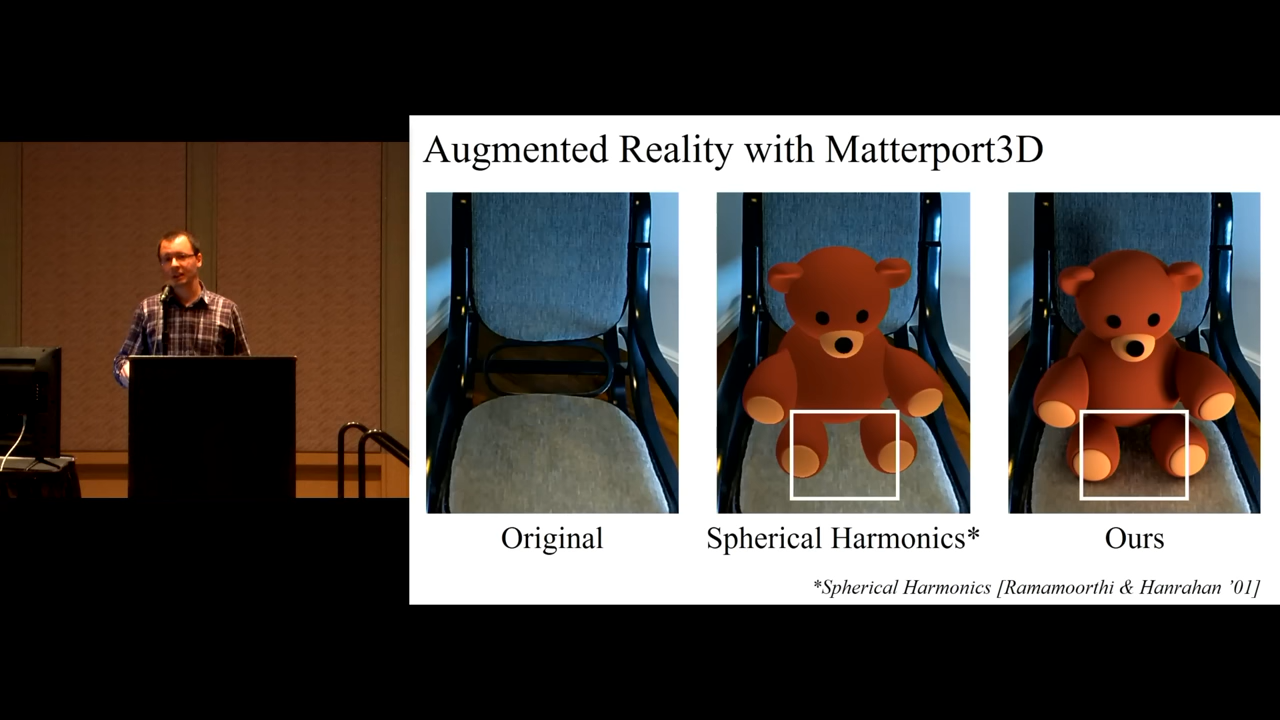 Augmented Reality with Matterport3D
Original
Spherical Harmonics*
Ours
*Spherical Harmonics [Ramamoorthi & Hanrahan ’01]